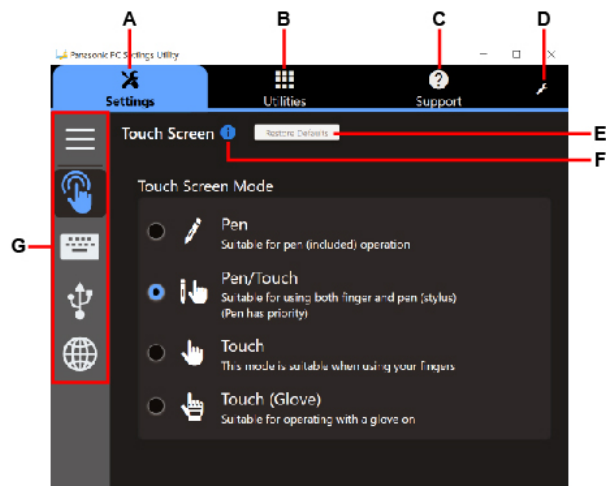 A
B
C
D
Panasonic PC Settings Utility
Settings
Utilities
Support
Touch Screen
Restore Defaults
E
F
Touch Screen Mode
G
Pen
Suitable for pen (included) operation
Pen/Touch
Suitable for using both finger and pen (stylus)
(Pen has priority)
Touch
This mode is suitable when using your fingers
Touch (Glove)
Suitable for operating with a glove on